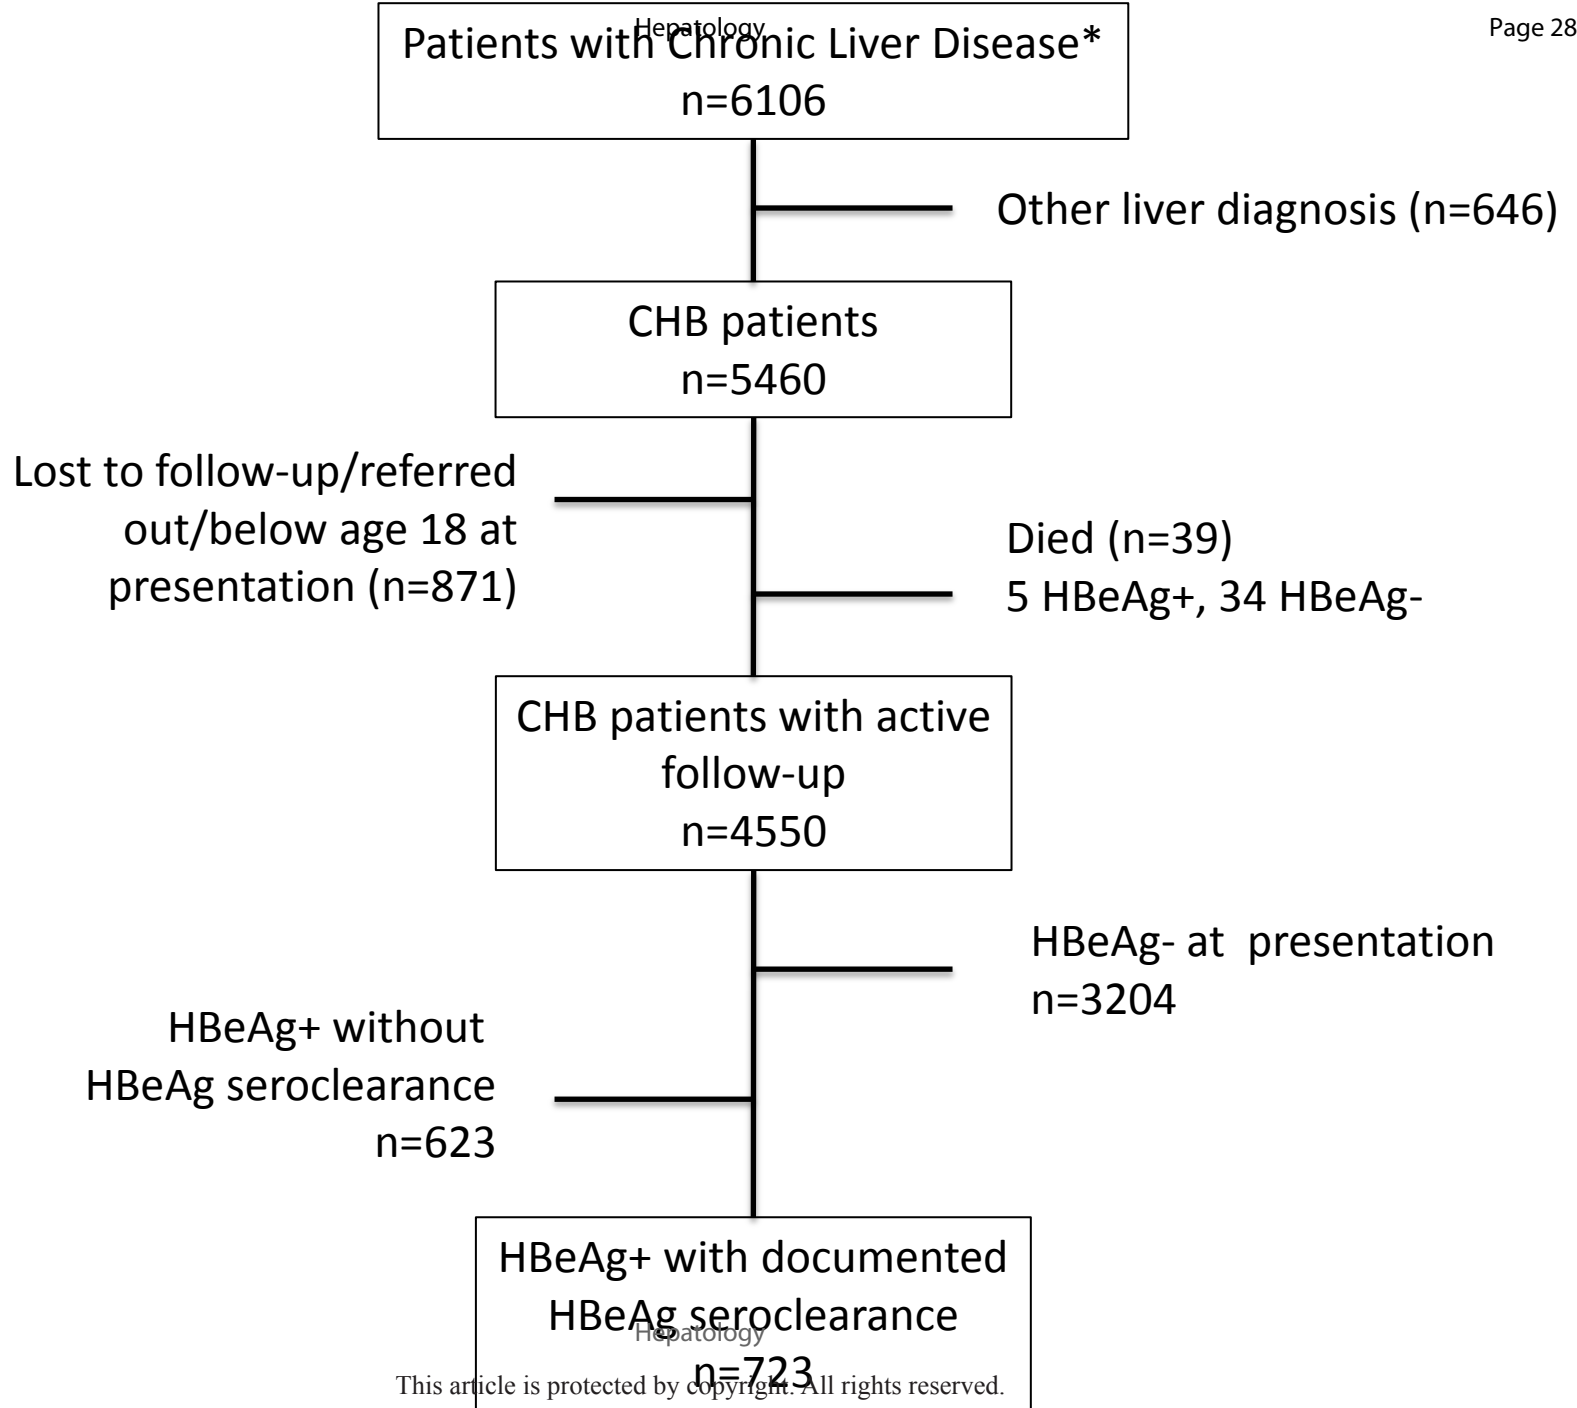 Hepatology
Page 28
Patients with Chronic Liver Disease*
n=6106
Other liver diagnosis (n=646)
CHB patients
n=5460
Lost to follow-up/referred
out/below age 18 at
presentation (n=871)
Died (n=39)
5 HBeAg+, 34 HBeAg-
CHB patients with active
follow-up
n=4550
HBeAg- at  presentation
n=3204
HBeAg+ without
HBeAg seroclearance
n=623
HBeAg+ with documented
HBeAg seroclearance
n=723
Hepatology
This article is protected by copyright. All rights reserved.